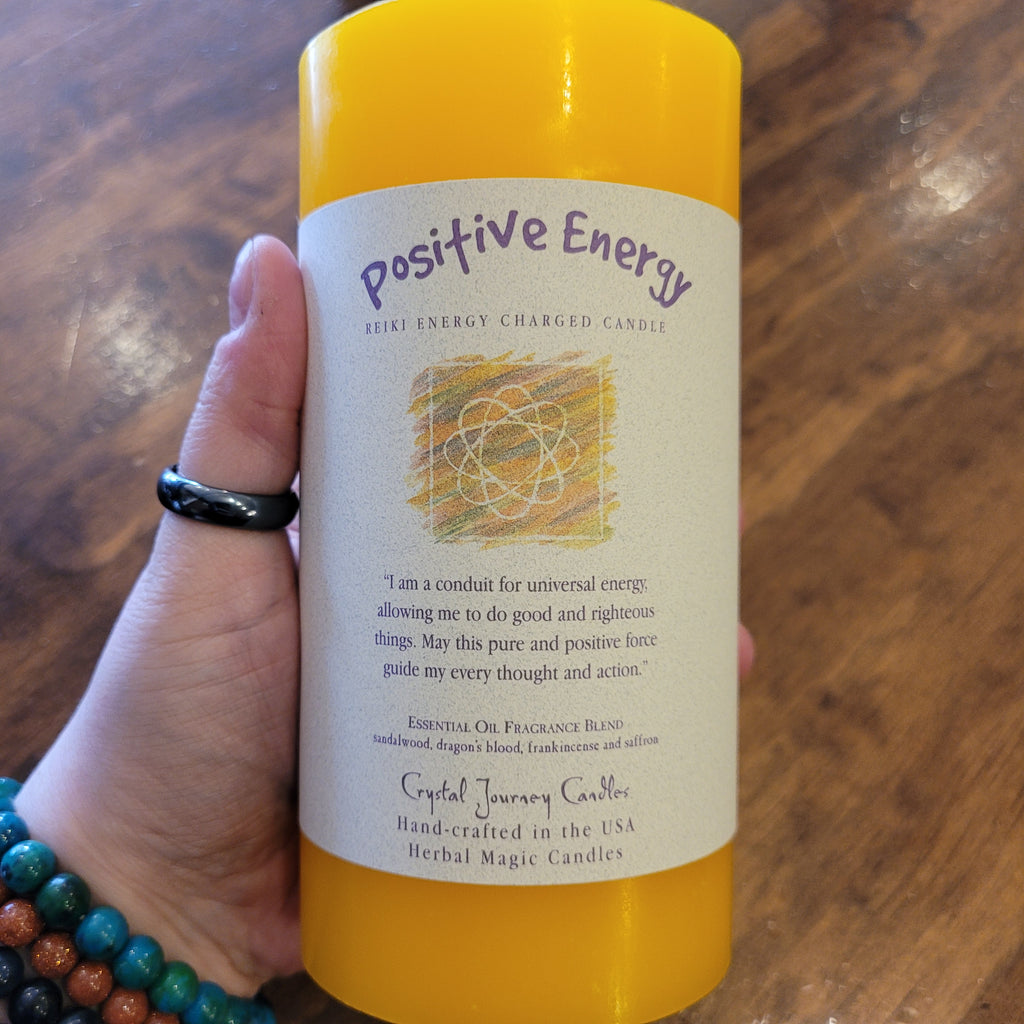 Positive Energy
REIKI ENERGY CHARGED CANDLE
“I am a conduit for universal energy,
allowing me to do good and righteous
things. May this pure and positive force
guide my every thought and action.”
ESSENTIAL OIL FRAGRANCE BLEND
sandalwood, dragon's blood, frankincense and saffron
Crystal Journey Candles
Hand-crafted in the USA
Herbal Magic Candles